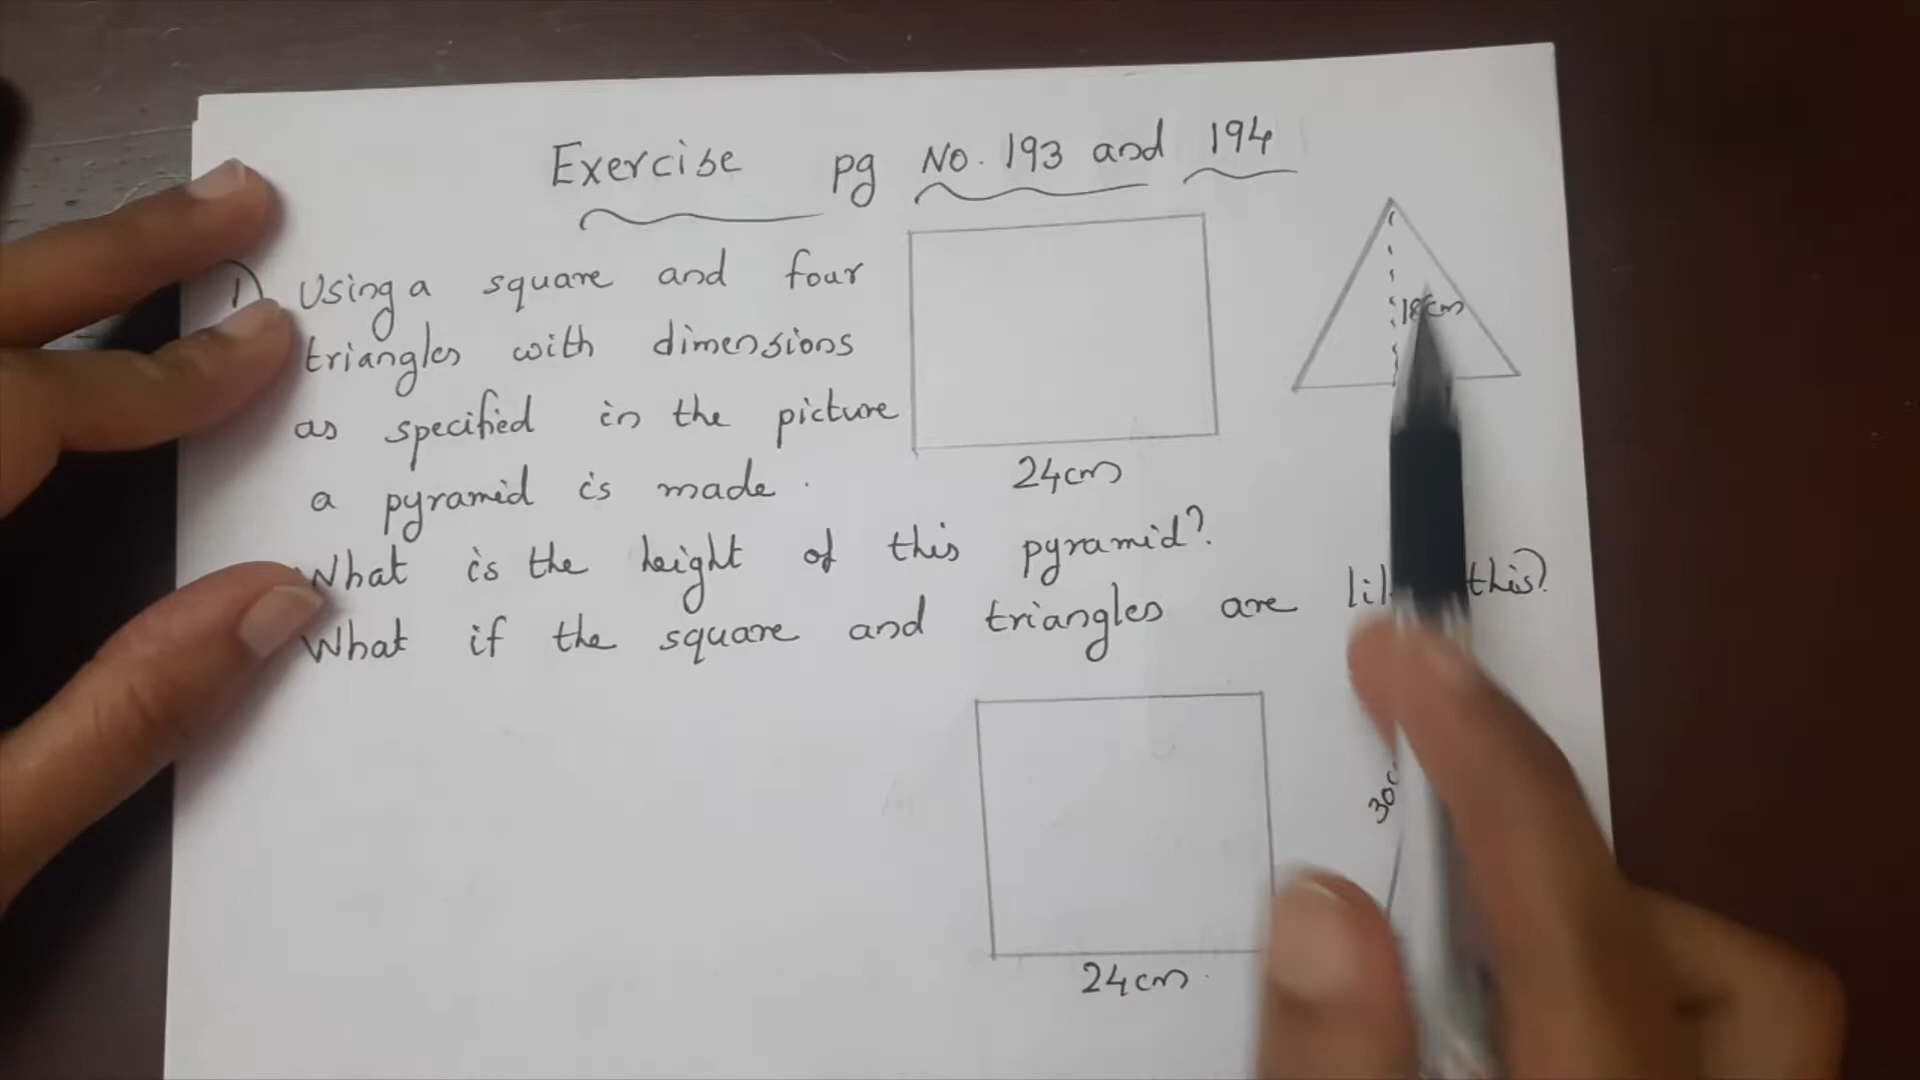 Exercise pg No. 193 and 194
1) Using a square and four
triangles with dimensions
as specified in the picture
a pyramid is made.
What is the height of this pyramid?
What if the square and triangles are this?
24cm
18cm
24cm.